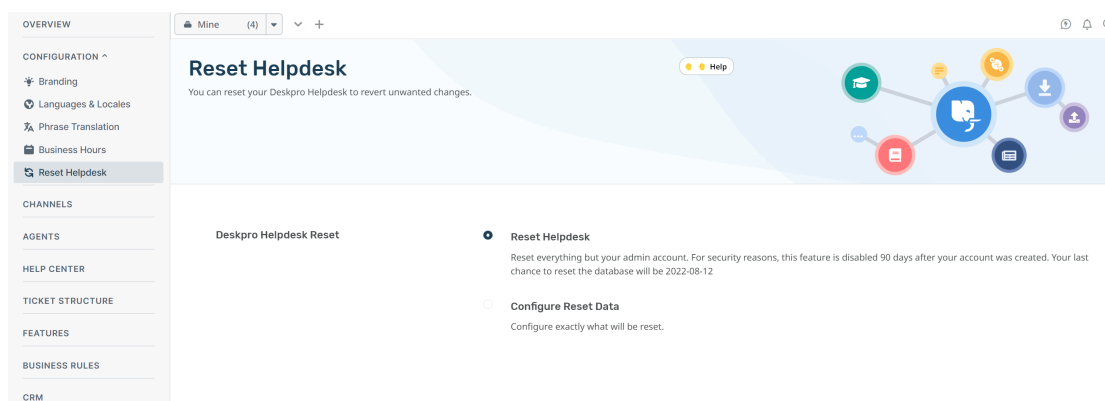 OVERVIEW
Mine (4)
CONFIGURATION
Branding
Languages & Locales
Phrase Translation
Business Hours
Reset Helpdesk
CHANNELS
AGENTS
HELP CENTER
TICKET STRUCTURE
FEATURES
BUSINESS RULES
CRM
Reset Helpdesk
You can reset your Deskpro Helpdesk to revert unwanted changes.
Help
Deskpro Helpdesk Reset
Reset Helpdesk
Reset everything but your admin account. For security reasons, this feature is disabled 90 days after your account was created. Your last
chance to reset the database will be 2022-08-12
Configure Reset Data
Configure exactly what will be reset.